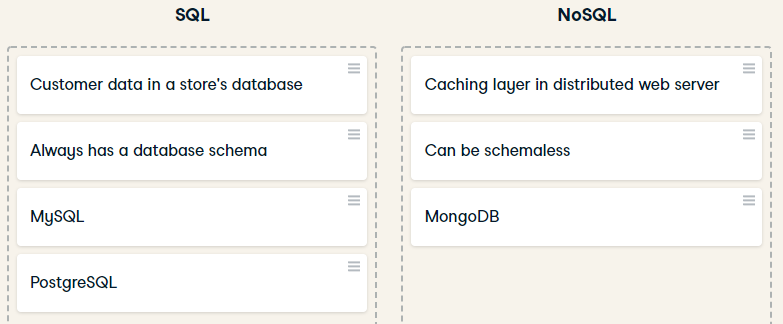 SQL
Customer data in a store's database
Always has a database schema
MySQL
PostgreSQL
NoSQL
Caching layer in distributed web server
Can be schemaless
MongoDB